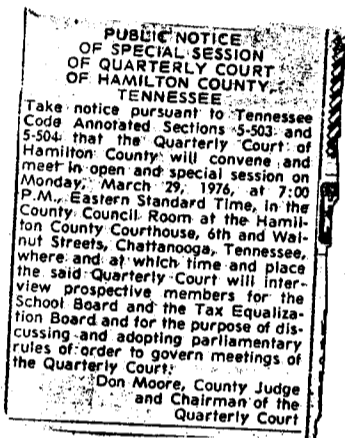 PUBLIC NOTICE
OF SPECIAL SESSION
OF QUARTERLY COURT
OF HAMILTON COUNTY,
TENNESSEE
Take notice pursuant to Tennessee
Code Annotated Sections 5-503 and
5-504 that the Quarterly Court of
Hamilton County will convene and
meet in open and special session on
Monday, March 29, 1976, at 7:00
P.M., Eastern Standard Time, in the
County Council Room at the Hamil-
ton County Courthouse, 6th and Wal-
nut Streets, Chattanooga, Tennessee,
where and at which time and place
the said Quarterly Court will inter-
view prospective members for the
School Board and the Tax Equaliza-
tion Board and for the purpose of dis-
cussing and adopting parliamentary
rules of order to govern meetings of
the Quarterly Court.
Don Moore, County Judge
and Chairman of the
Quarterly Court